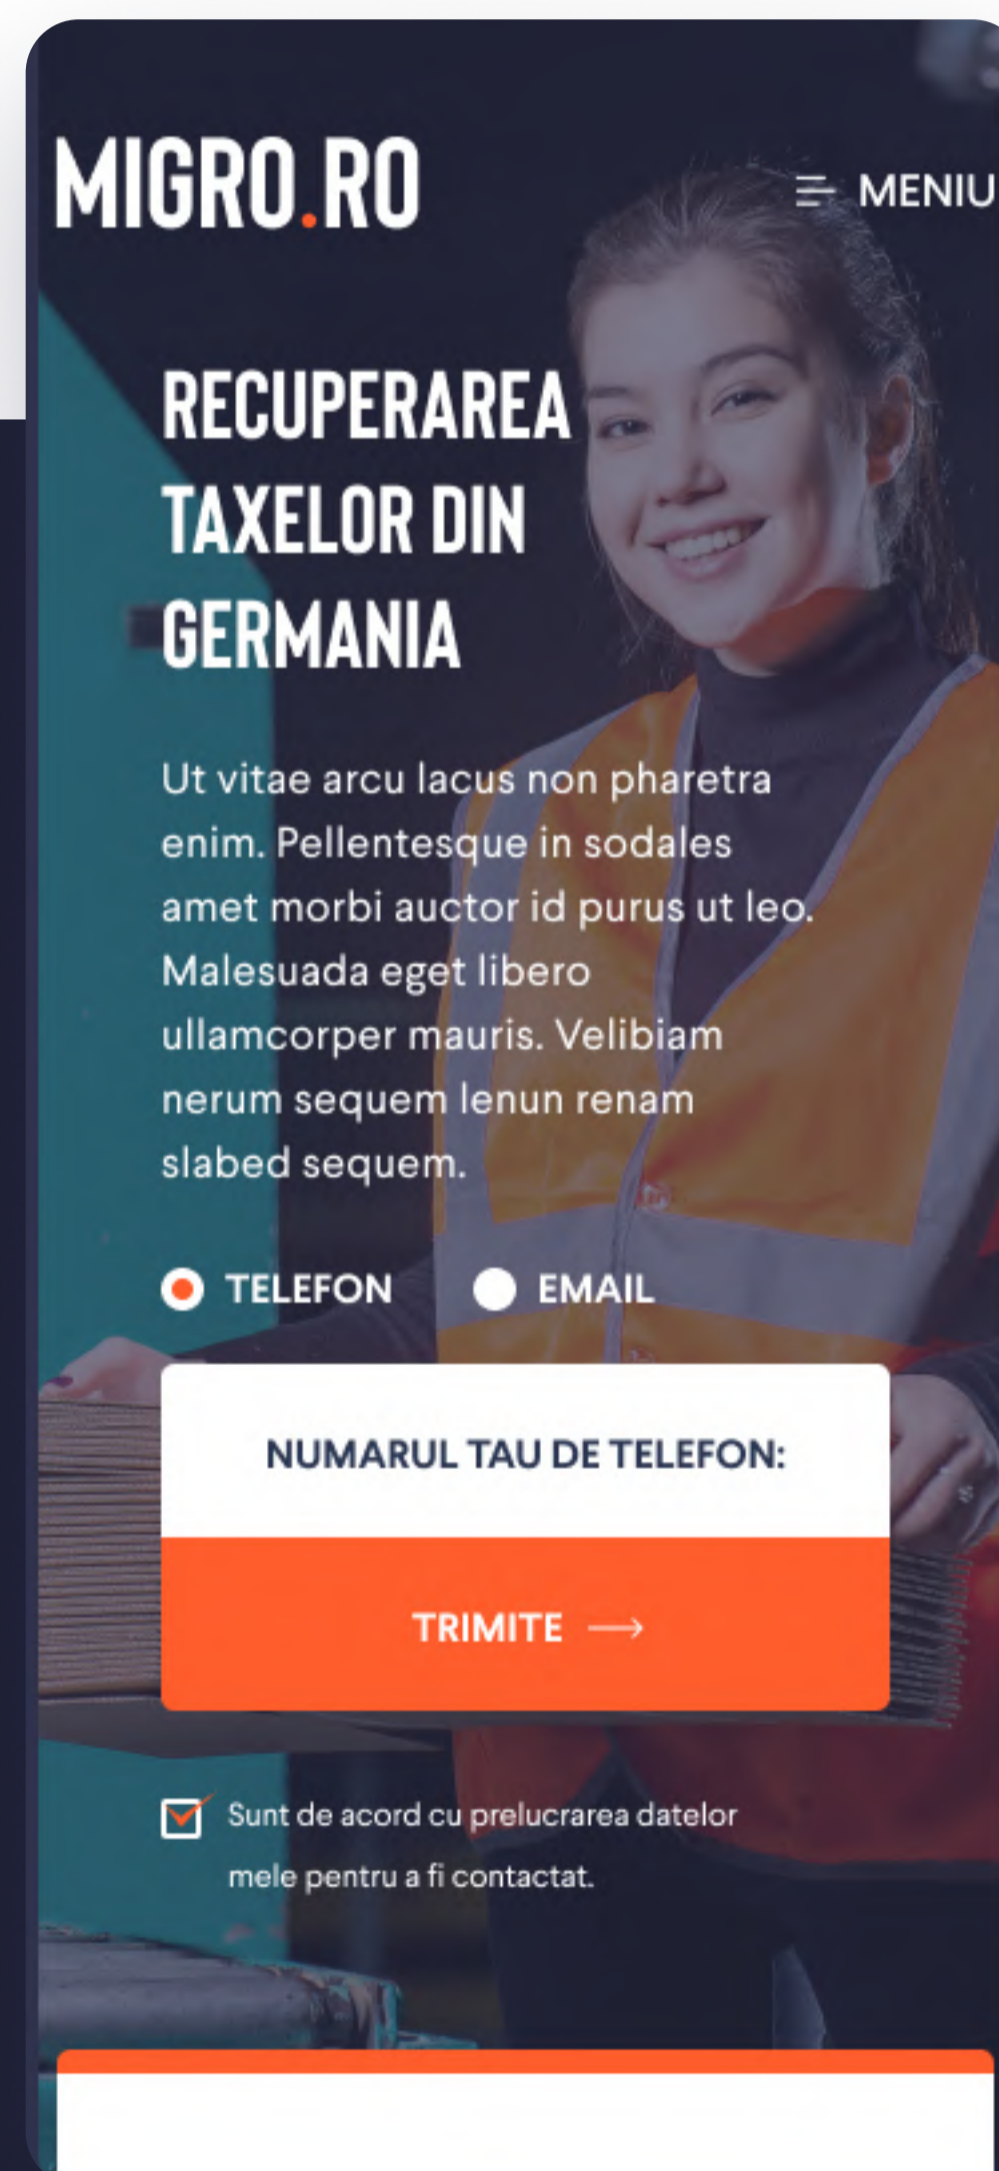 MIGRO.RO
MENIU
RECUPERAREA
TAXELOR DIN
GERMANIA
Ut vitae arcu lacus non pharetra
enim. Pellentesque in sodales
amet morbi auctor id purus ut leo.
Malesuada eget libero
ullamcorper mauris. Velibiam
nerum sequem lenun renam
slabed sequem.
TELEFON EMAIL
NUMARUL TAU DE TELEFON:
TRIMITE →
Sunt de acord cu prelucrarea datelor
mele pentru a fi contactat.